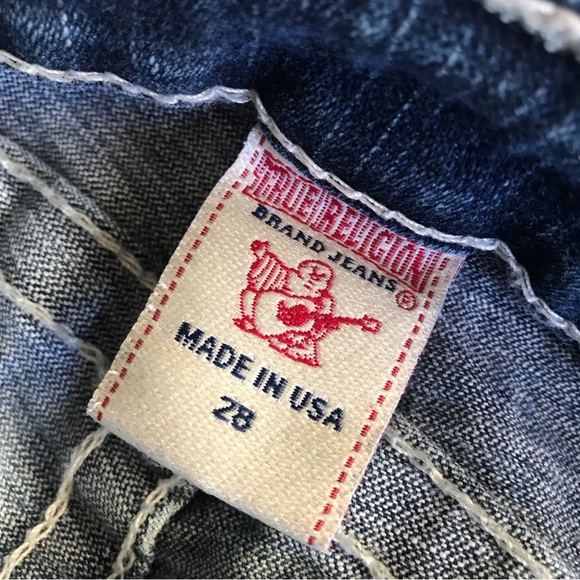 TRUE RELIGION
BRAND JEANS ®
MADE IN USA
28